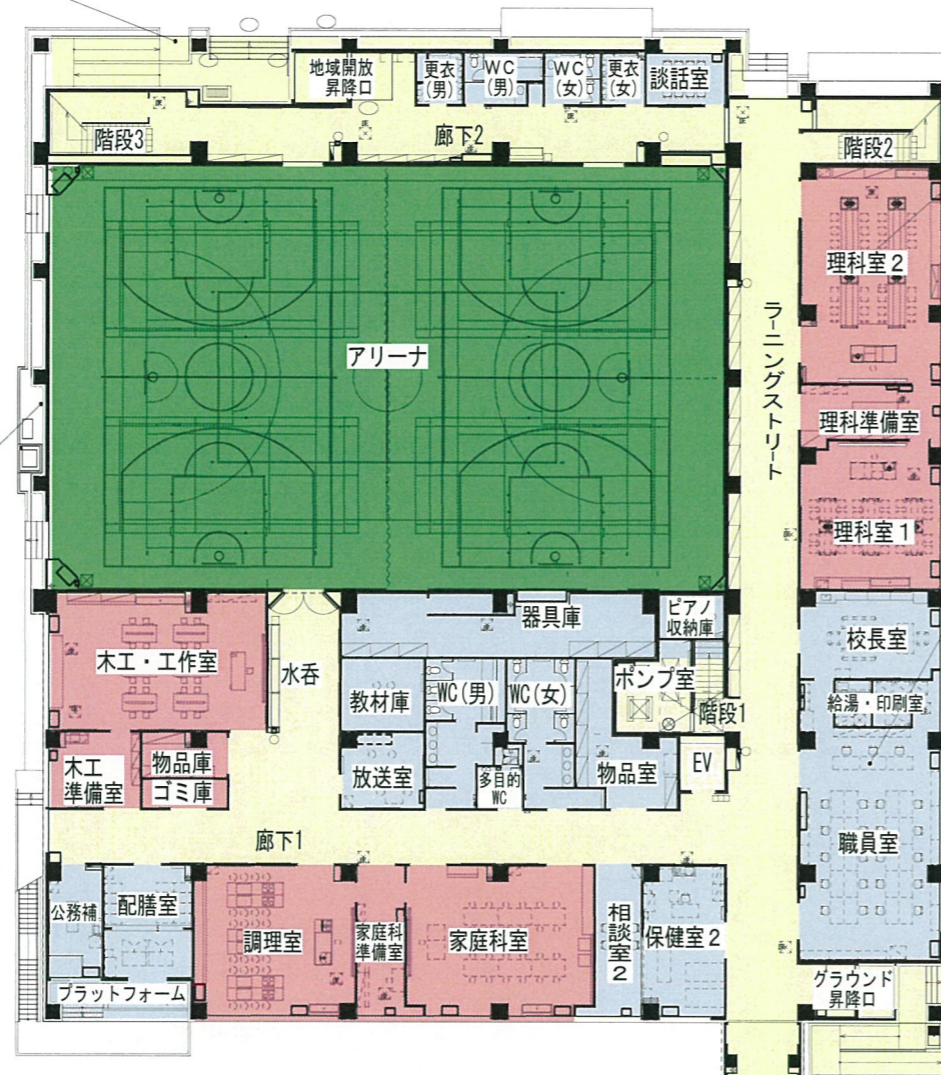 地域開放
昇降口
更衣
(男)
WC
(男)
WC
(女)
更衣
(女)
談話室
階段3
廊下2
階段2
アリーナ
ラーニングストリート
理科室2
理科準備室
理科室1
木工・工作室
水呑
器具庫
ピアノ
収納庫
校長室
教材庫
WC(男)
WC(女)
ポンプ室
階段1
給湯・印刷室
木工
準備室
物品庫
ゴミ庫
放送室
多目的
WC
物品室
EV
職員室
廊下1
公務補
配膳室
調理室
家庭科
準備室
家庭科室
相談室2
保健室2
プラットフォーム
グラウンド
昇降口